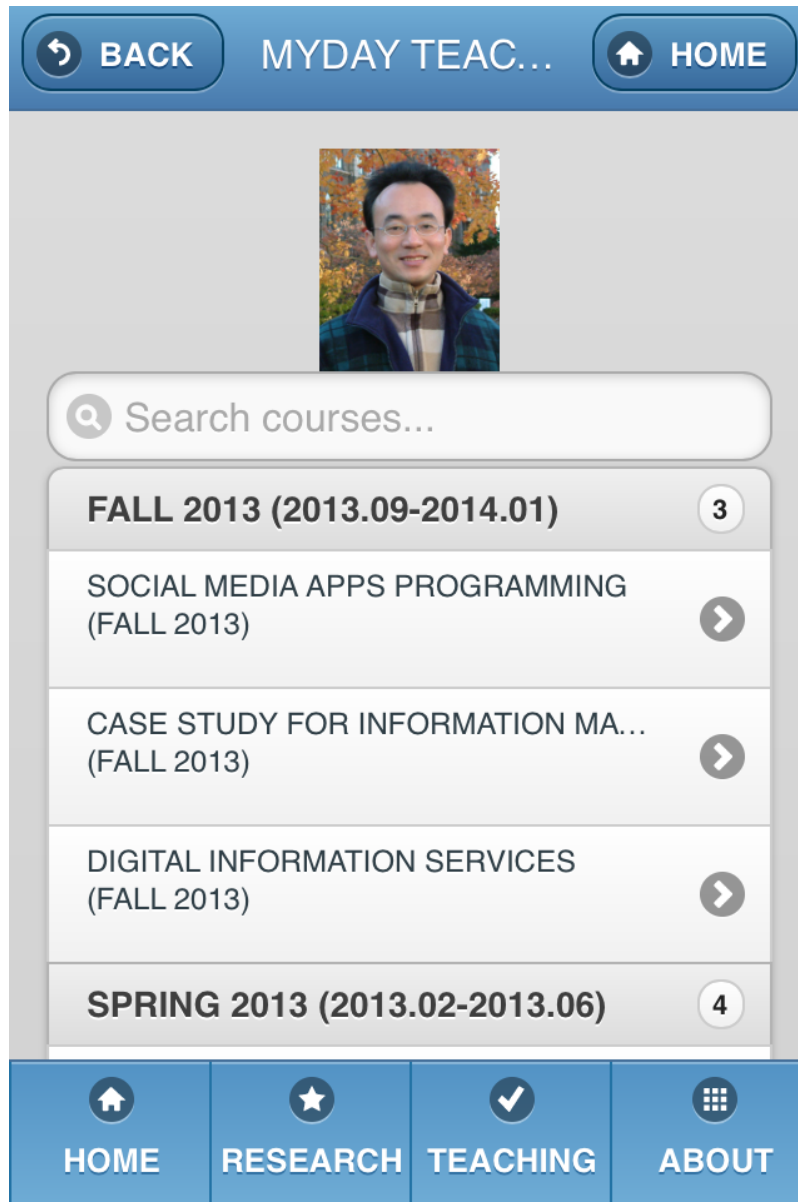 BACK
MYDAY TEAC...
HOME
Search courses...
FALL 2013 (2013.09-2014.01)
3
SOCIAL MEDIA APPS PROGRAMMING
(FALL 2013)
CASE STUDY FOR INFORMATION MA...
(FALL 2013)
DIGITAL INFORMATION SERVICES
(FALL 2013)
SPRING 2013 (2013.02-2013.06)
4
HOME
RESEARCH
TEACHING
ABOUT